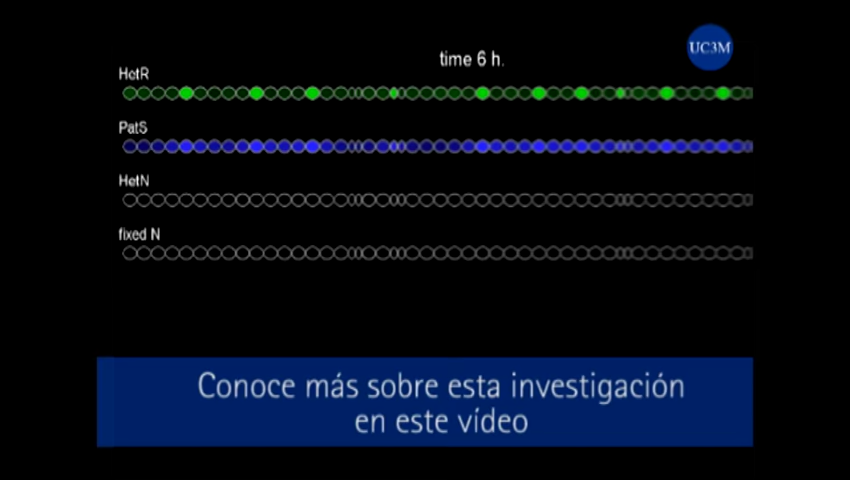 UC3M
time 6 h.
HetR
PatS
HetN
fixed N
Conoce más sobre esta investigación
en este vídeo